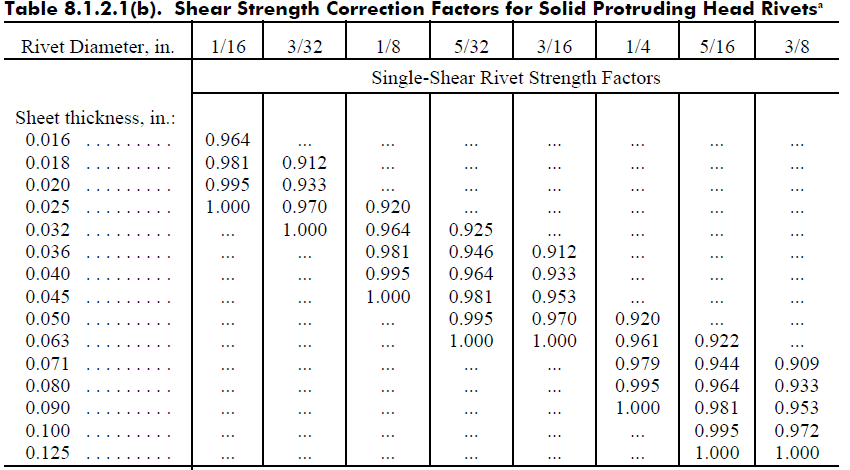 Table 8.1.2.1(b). Shear Strength Correction Factors for Solid Protruding Head Rivetsᵃ
Rivet Diameter, in. 1/16 3/32 1/8 5/32 3/16 1/4 5/16 3/8
Single-Shear Rivet Strength Factors
Sheet thickness, in.:
0.016 . . . . . . . . . 0.964 ... ... ... ... ... ... ...
0.018 . . . . . . . . . 0.981 0.912 ... ... ... ... ... ...
0.020 . . . . . . . . . 0.995 0.933 ... ... ... ... ... ...
0.025 . . . . . . . . . 1.000 0.970 0.920 ... ... ... ... ...
0.032 . . . . . . . . . ... 1.000 0.964 0.925 ... ... ... ...
0.036 . . . . . . . . . ... ... 0.981 0.946 0.912 ... ... ...
0.040 . . . . . . . . . ... ... 0.995 0.964 0.933 ... ... ...
0.045 . . . . . . . . . ... ... 1.000 0.981 0.953 ... ... ...
0.050 . . . . . . . . . ... ... ... 0.995 0.970 0.920 ... ...
0.063 . . . . . . . . . ... ... ... 1.000 1.000 0.961 0.922 ...
0.071 . . . . . . . . . ... ... ... ... ... 0.979 0.944 0.909
0.080 . . . . . . . . . ... ... ... ... ... 0.995 0.964 0.933
0.090 . . . . . . . . . ... ... ... ... ... 1.000 0.981 0.953
0.100 . . . . . . . . . ... ... ... ... ... ... 0.995 0.972
0.125 . . . . . . . . . ... ... ... ... ... ... 1.000 1.000